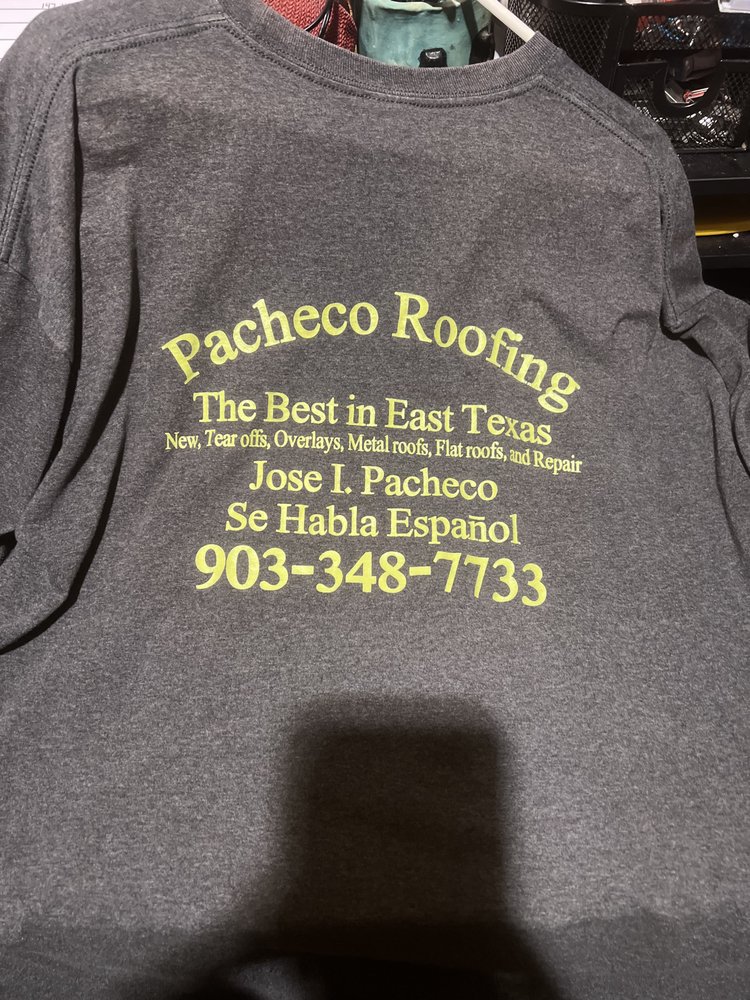 Pacheco Roofing
The Best in East Texas
New, Tear offs, Overlays, Metal roofs, Flat roofs, and Repair
Jose I. Pacheco
Se Habla Español
903-348-7733